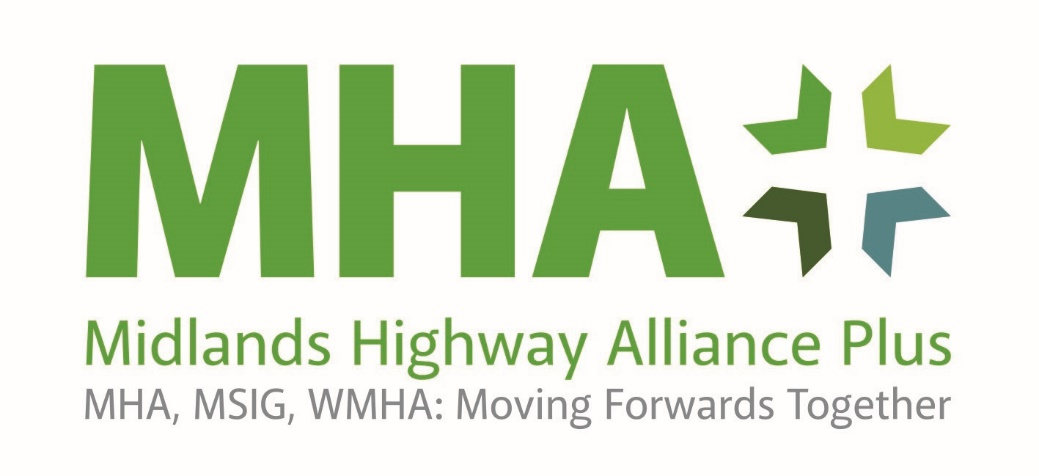 MHA
Midlands Highway Alliance Plus
MHA, MSIG, WMHA: Moving Forwards Together